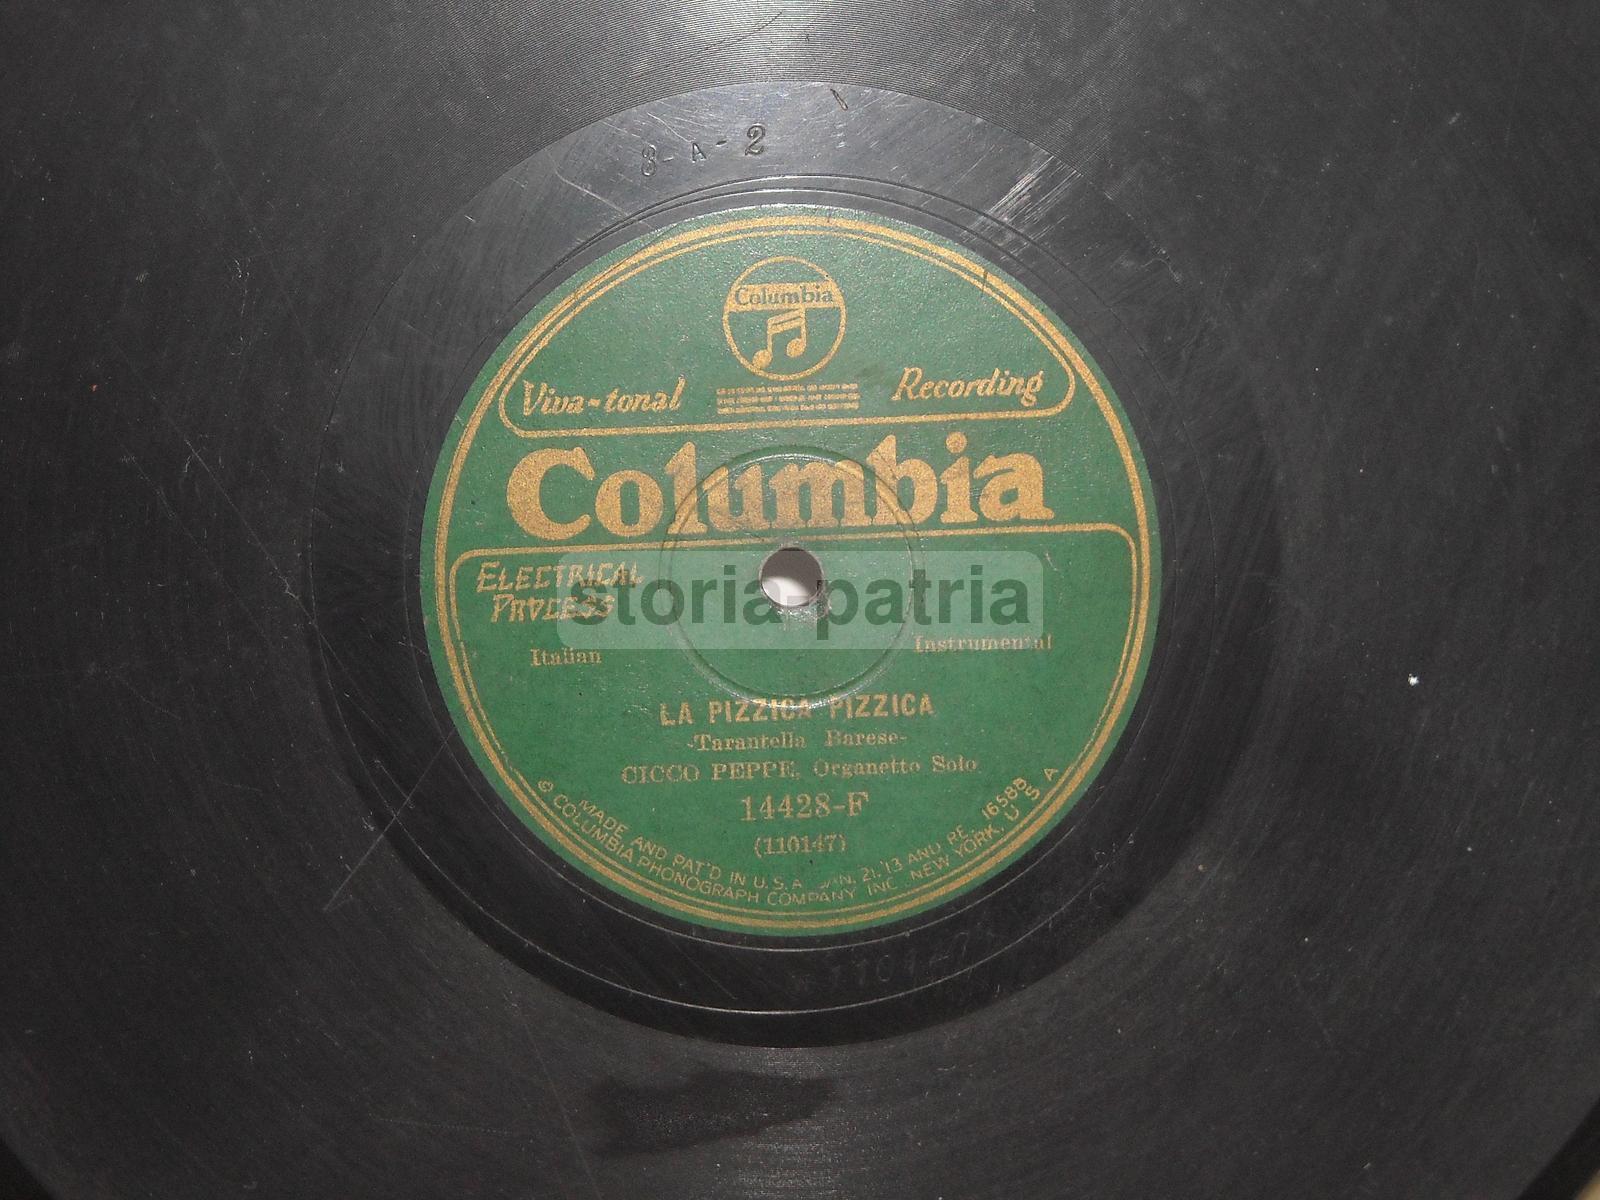 3-A-2
Columbia
Viva-tonal Recording
Columbia
ELECTRICAL
PROCESS
storia-patria
Italian Instrumental
LA PIZZICA PIZZICA
-Tarantella Barese-
CICCO PEPPE, Organetto Solo
14428-F
(110147)
MADE AND PAT'D IN U.S.A. JAN. 21, '13 AND RE. 16588
© COLUMBIA PHONOGRAPH COMPANY INC. NEW YORK, U S A
110147